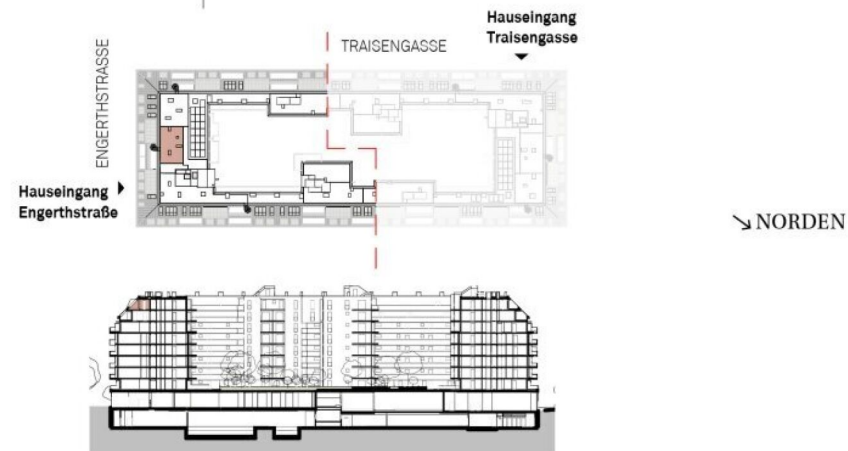 Hauseingang
Traisengasse
TRAISENGASSE
ENGERTHSTRASSE
Hauseingang
Engerthstraße
NORDEN